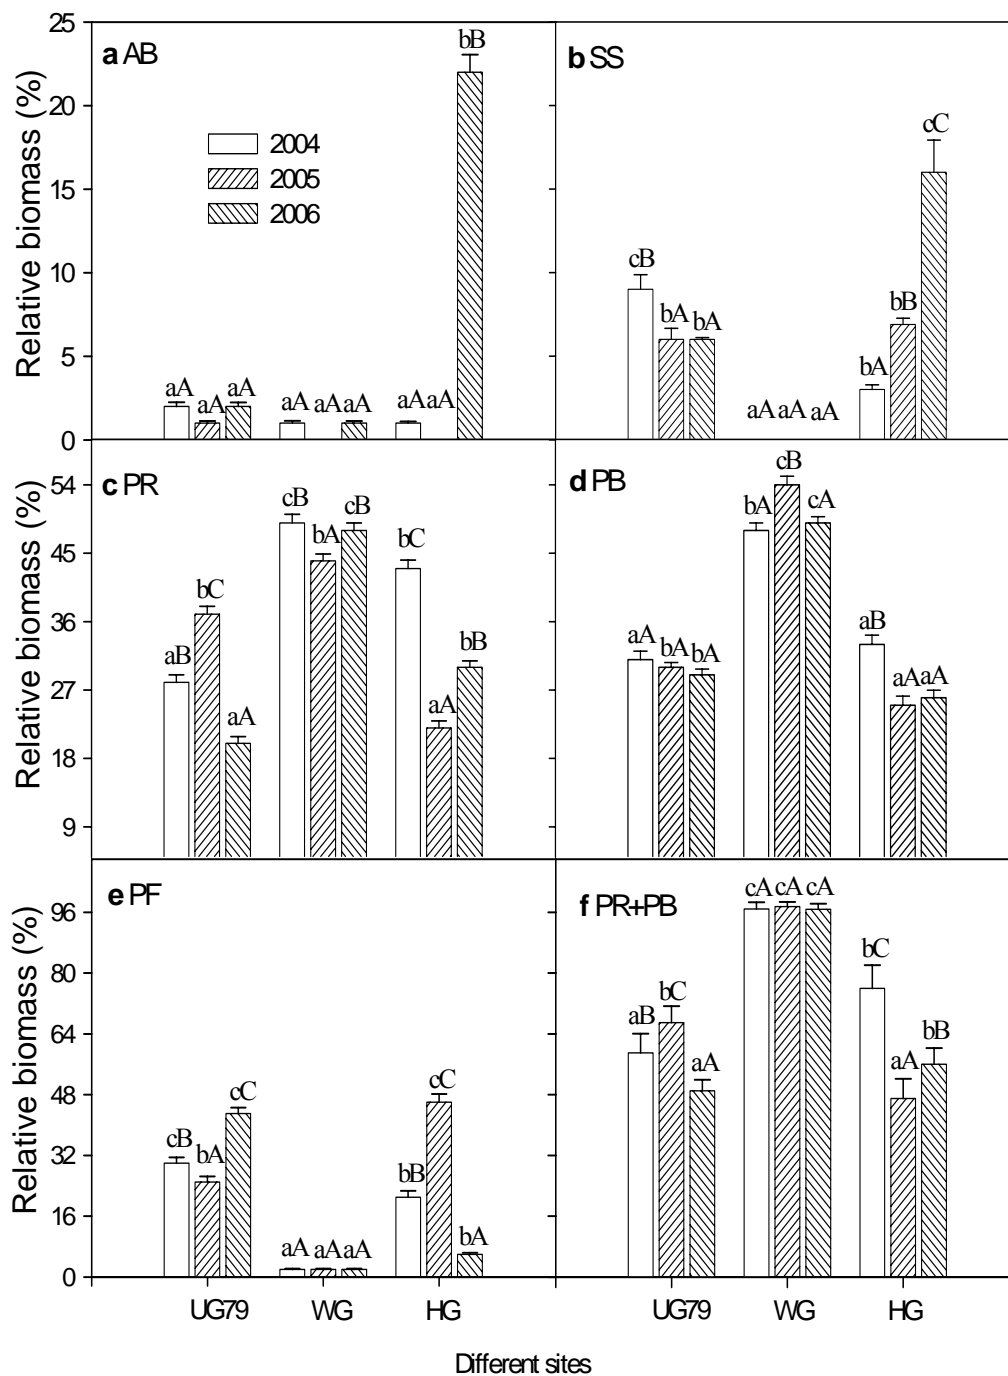 25
20
15
10
5
0
Relative biomass (%)
a AB
2004
2005
2006
aA aA aA
aA aA aA
aA aA bB
b SS
cB bA bA
aA aA aA
bA bB cC
54
45
36
27
18
9
Relative biomass (%)
c PR
aB bC aA
cB bA cB
bC aA bB
d PB
aA bA bA
bA cB cA
aB aA aA
96
80
64
48
32
16
0
Relative biomass (%)
e PF
cB bA cC
aA aA aA
bB cC bA
f PR+PB
aB bC aA
cA cA cA
bC aA bB
UG79 WG HG
UG79 WG HG
Different sites